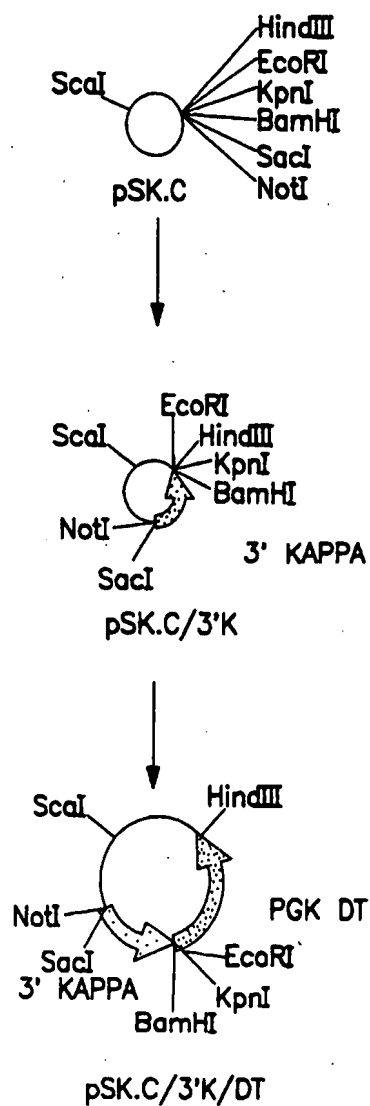 HindIII
EcoRI
ScaI
KpnI
BamHI
SacI
NotI
pSK.C
EcoRI
ScaI
HindIII
KpnI
BamHI
NotI
3' KAPPA
SacI
pSK.C/3'K
HindIII
ScaI
PGK DT
NotI
EcoRI
SacI
3' KAPPA
KpnI
BamHI
pSK.C/3'K/DT